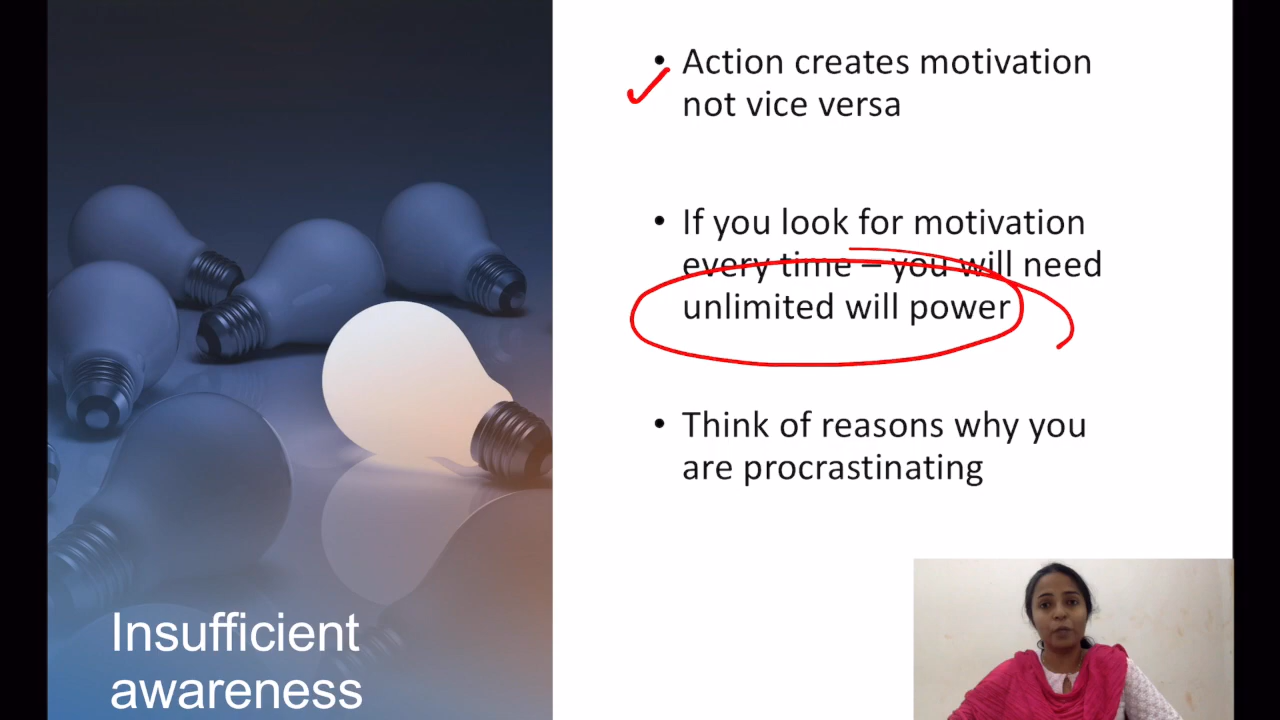 • Action creates motivation
not vice versa
• If you look for motivation
every time – you will need
unlimited will power
• Think of reasons why you
are procrastinating
Insufficient
awareness